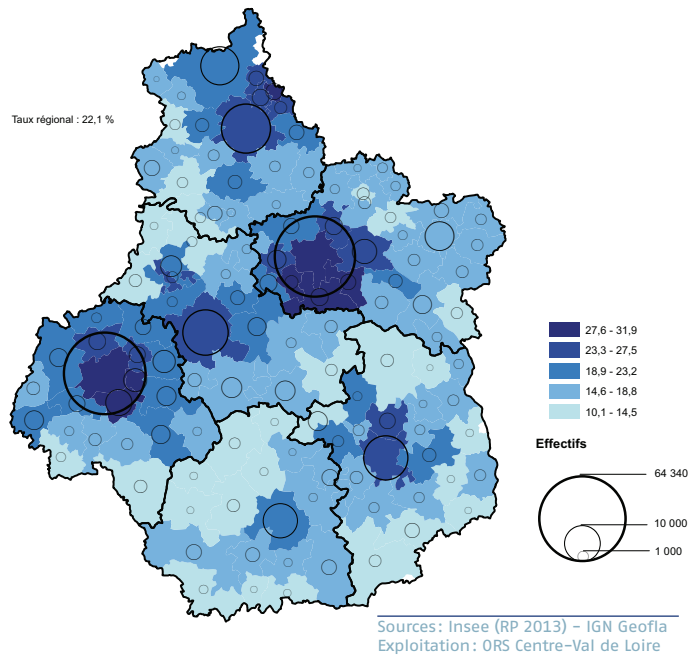 Taux régional : 22,1 %
27,6 - 31,9
23,3 - 27,5
18,9 - 23,2
14,6 - 18,8
10,1 - 14,5
Effectifs
64 340
10 000
1 000
Sources: Insee (RP 2013) - IGN Geofla
Exploitation: ORS Centre-Val de Loire